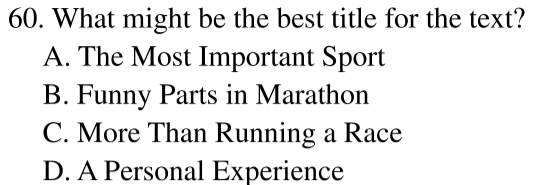 60. What might be the best title for the text?
A. The Most Important Sport
B. Funny Parts in Marathon
C. More Than Running a Race
D. A Personal Experience